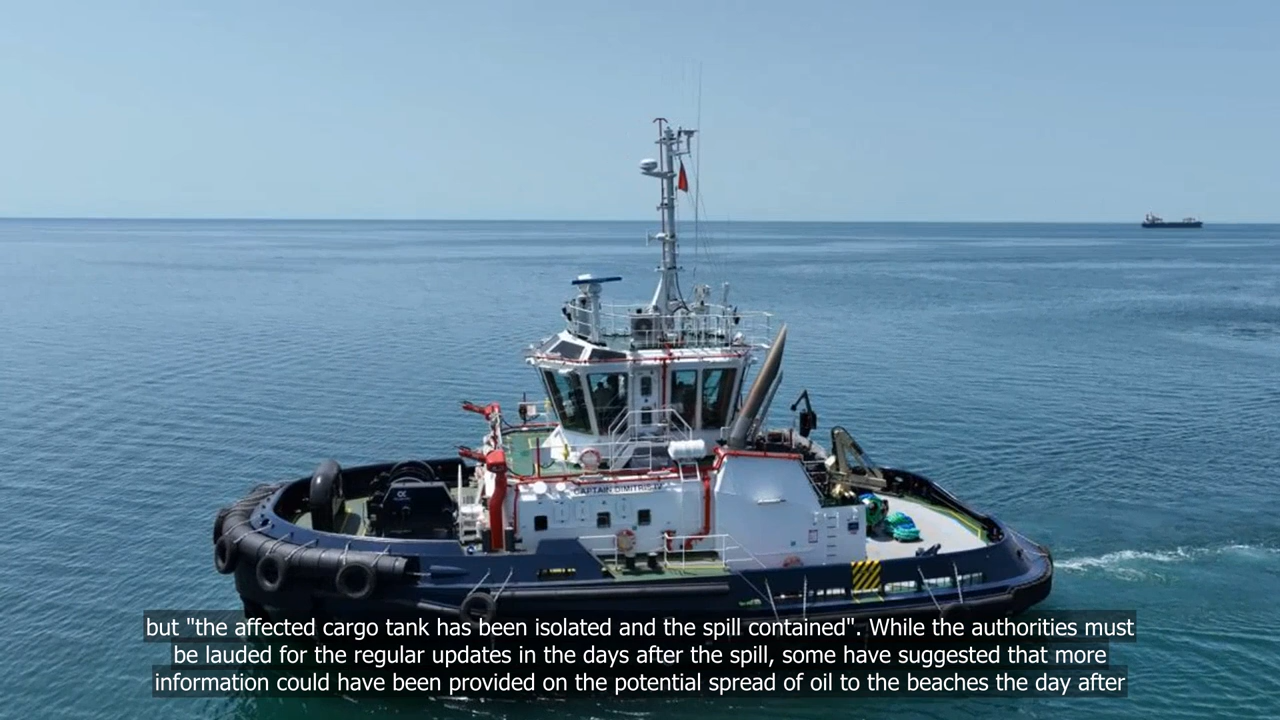 CAPTAIN DIMITRIS
but "the affected cargo tank has been isolated and the spill contained". While the authorities must
be lauded for the regular updates in the days after the spill, some have suggested that more
information could have been provided on the potential spread of oil to the beaches the day after